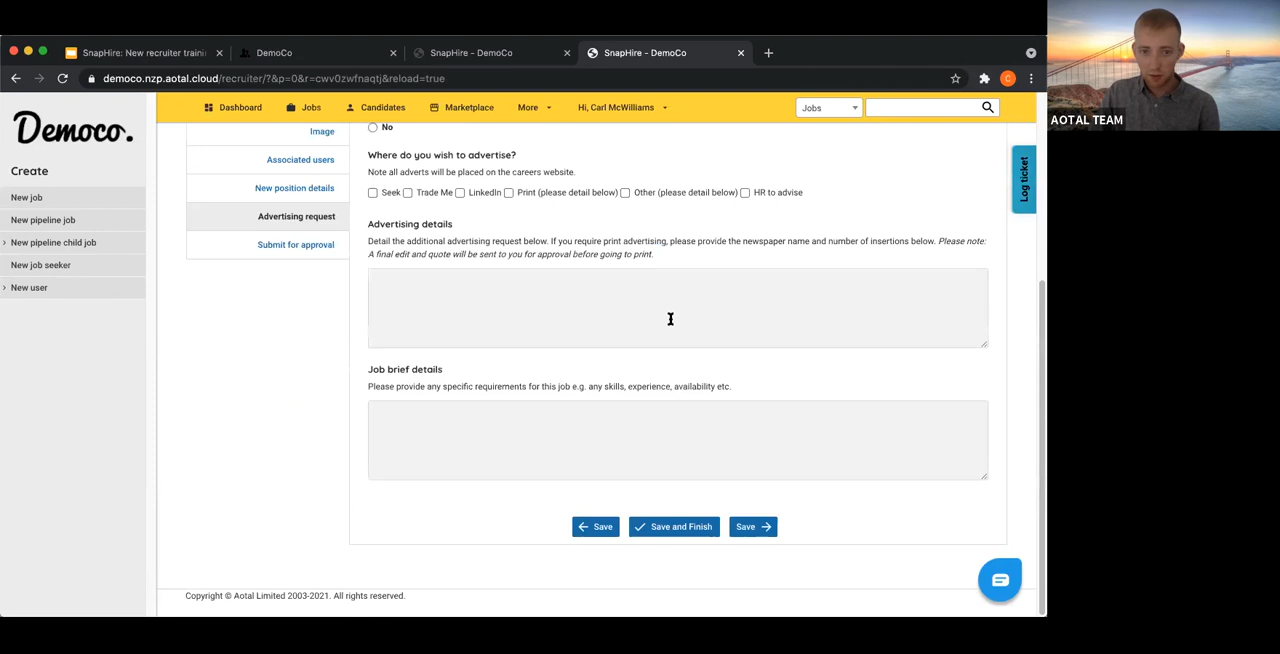 SnapHire: New recruiter traini
DemoCo
SnapHire - DemoCo
SnapHire - DemoCo
democo.nzp.aotal.cloud/recruiter/?&p=0&r=cwv0zwfnaqtj&reload=true
C
AOTAL TEAM
Democo.
Dashboard
Jobs
Candidates
Marketplace
More
Hi, Carl McWilliams
Jobs
Create
New job
New pipeline job
New pipeline child job
New job seeker
New user
Image
Associated users
New position details
Advertising request
Submit for approval
No
Where do you wish to advertise?
Note all adverts will be placed on the careers website.
Seek Trade Me LinkedIn Print (please detail below) Other (please detail below) HR to advise
Advertising details
Detail the additional advertising request below. If you require print advertising, please provide the newspaper name and number of insertions below. Please note:
A final edit and quote will be sent to you for approval before going to print.
Job brief details
Please provide any specific requirements for this job e.g. any skills, experience, availability etc.
Save
Save and Finish
Save
Log ticket
Copyright © Aotal Limited 2003-2021. All rights reserved.